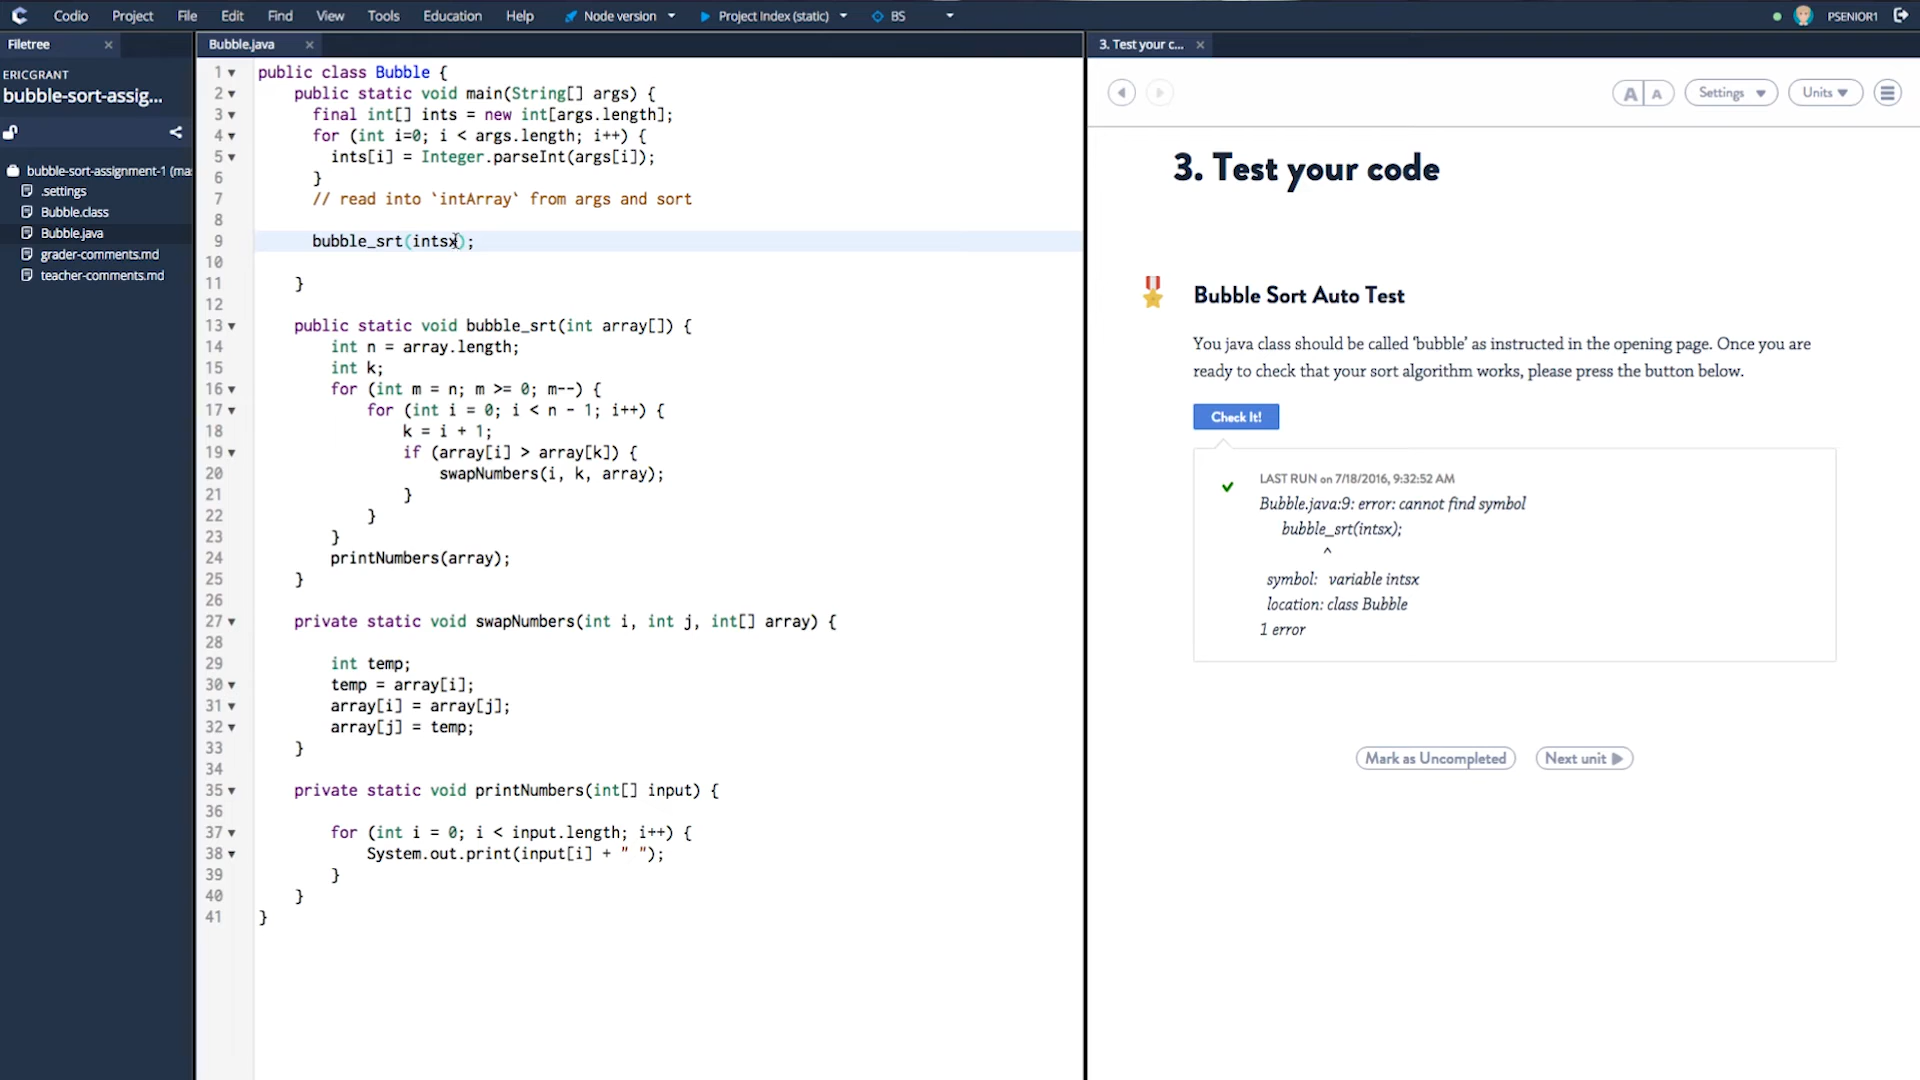 Codio Project File Edit Find View Tools Education Help Node version Project Index (static) BS PSENIOR1
Filetree
ERICGRANT
bubble-sort-assig...
bubble-sort-assignment-1 (ma
.settings
Bubble.class
Bubble.java
grader-comments.md
teacher-comments.md
Bubble.java
1 public class Bubble {
2 public static void main(String[] args) {
3 final int[] ints = new int[args.length];
4 for (int i=0; i < args.length; i++) {
5 ints[i] = Integer.parseInt(args[i]);
6 }
7 // read into `intArray` from args and sort
8
9 bubble_srt(intsx);
10
11 }
12
13 public static void bubble_srt(int array[]) {
14 int n = array.length;
15 int k;
16 for (int m = n; m >= 0; m--) {
17 for (int i = 0; i < n - 1; i++) {
18 k = i + 1;
19 if (array[i] > array[k]) {
20 swapNumbers(i, k, array);
21 }
22 }
23 }
24 printNumbers(array);
25 }
26
27 private static void swapNumbers(int i, int j, int[] array) {
28
29 int temp;
30 temp = array[i];
31 array[i] = array[j];
32 array[j] = temp;
33 }
34
35 private static void printNumbers(int[] input) {
36
37 for (int i = 0; i < input.length; i++) {
38 System.out.print(input[i] + " ");
39 }
40 }
41 }
3. Test your c...
A A Settings Units
3. Test your code
Bubble Sort Auto Test
You java class should be called 'bubble' as instructed in the opening page. Once you are
ready to check that your sort algorithm works, please press the button below.
Check It!
LAST RUN on 7/18/2016, 9:32:52 AM
Bubble.java:9: error: cannot find symbol
bubble_srt(intsx);
^
symbol: variable intsx
location: class Bubble
1 error
Mark as Uncompleted Next unit